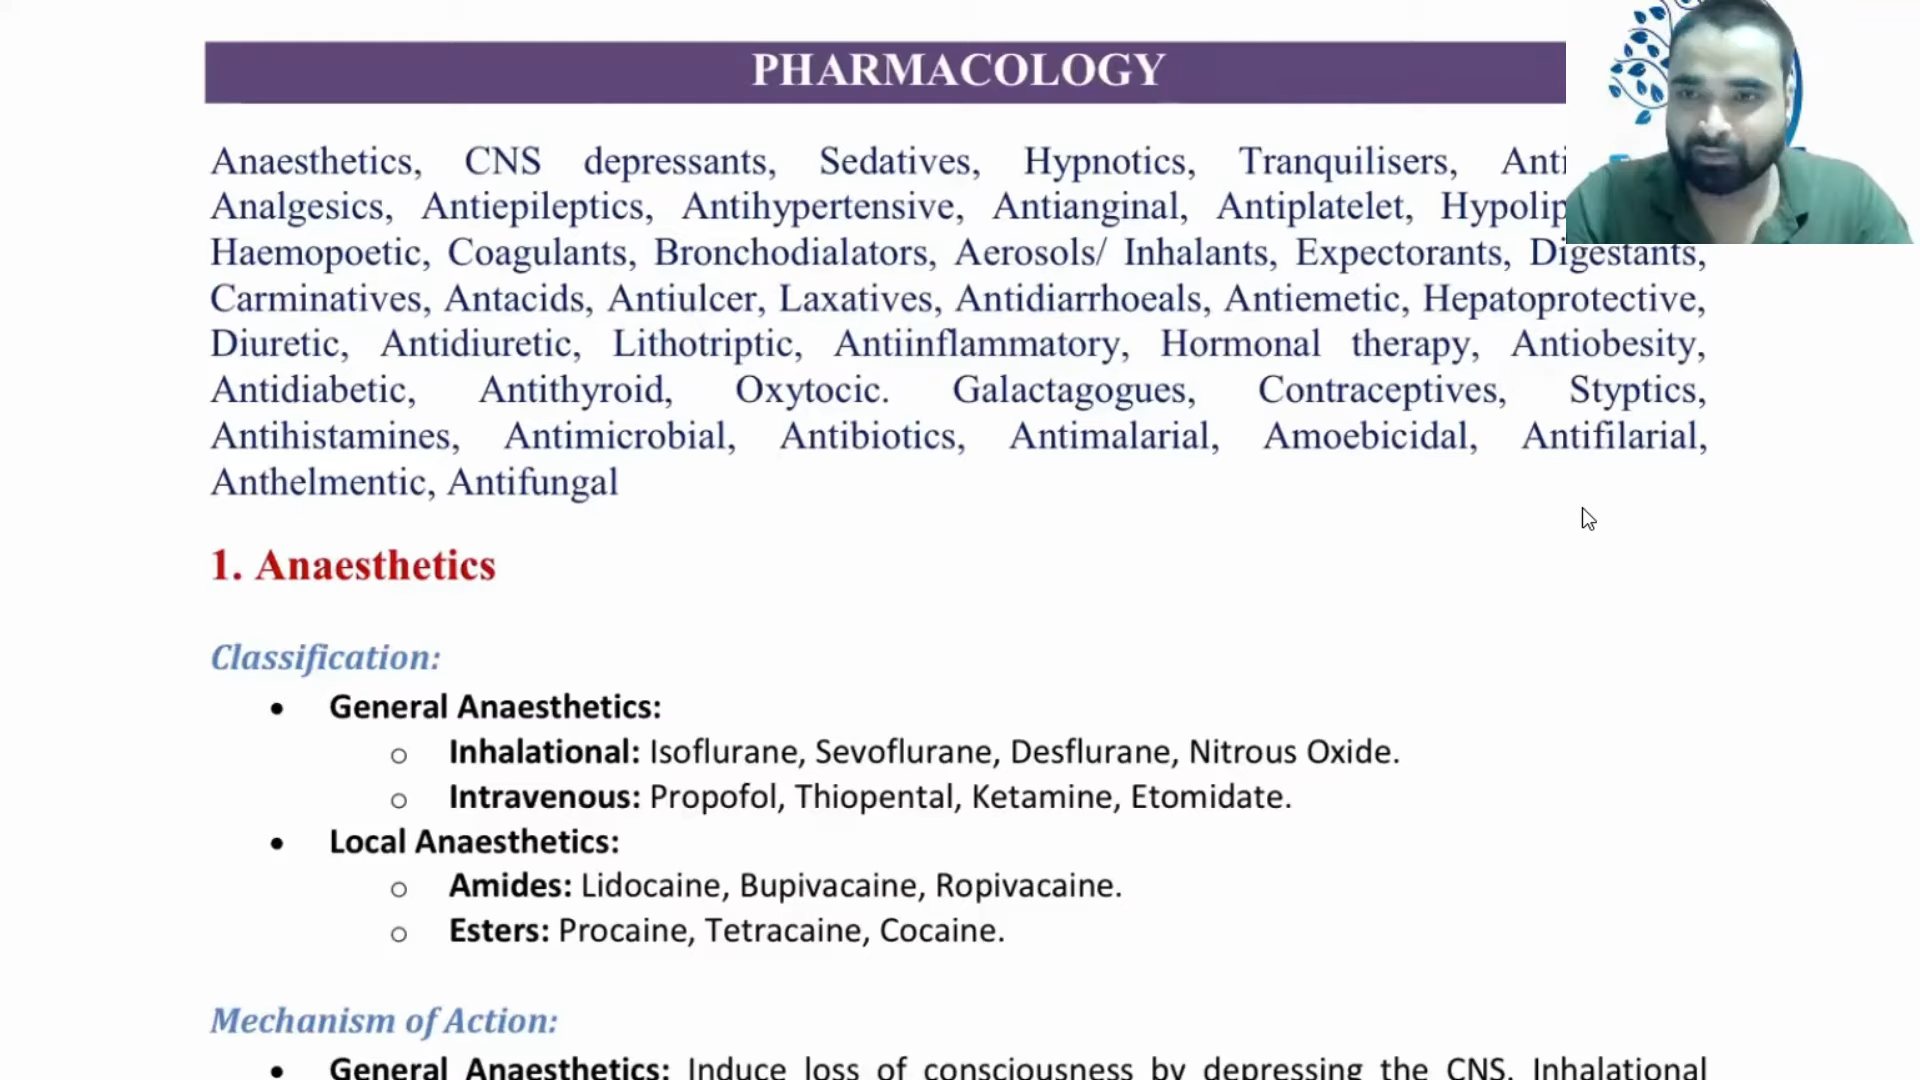 PHARMACOLOGY
Anaesthetics, CNS depressants, Sedatives, Hypnotics, Tranquilisers,
Analgesics, Antiepileptics, Antihypertensive, Antianginal, Antiplatelet,
Haemopoetic, Coagulants, Bronchodialators, Aerosols/ Inhalants, Expectorants, Digestants,
Carminatives, Antacids, Antiulcer, Laxatives, Antidiarrhoeals, Antiemetic, Hepatoprotective,
Diuretic, Antidiuretic, Lithotriptic, Antiinflammatory, Hormonal therapy, Antiobesity,
Antidiabetic, Antithyroid, Oxytocic. Galactagogues, Contraceptives, Styptics,
Antihistamines, Antimicrobial, Antibiotics, Antimalarial, Amoebicidal, Antifilarial,
Anthelmentic, Antifungal
1. Anaesthetics
Classification:
• General Anaesthetics:
o Inhalational: Isoflurane, Sevoflurane, Desflurane, Nitrous Oxide.
o Intravenous: Propofol, Thiopental, Ketamine, Etomidate.
• Local Anaesthetics:
o Amides: Lidocaine, Bupivacaine, Ropivacaine.
o Esters: Procaine, Tetracaine, Cocaine.
Mechanism of Action:
• General Anaesthetics: Induce loss of consciousness by depressing the CNS. Inhalational